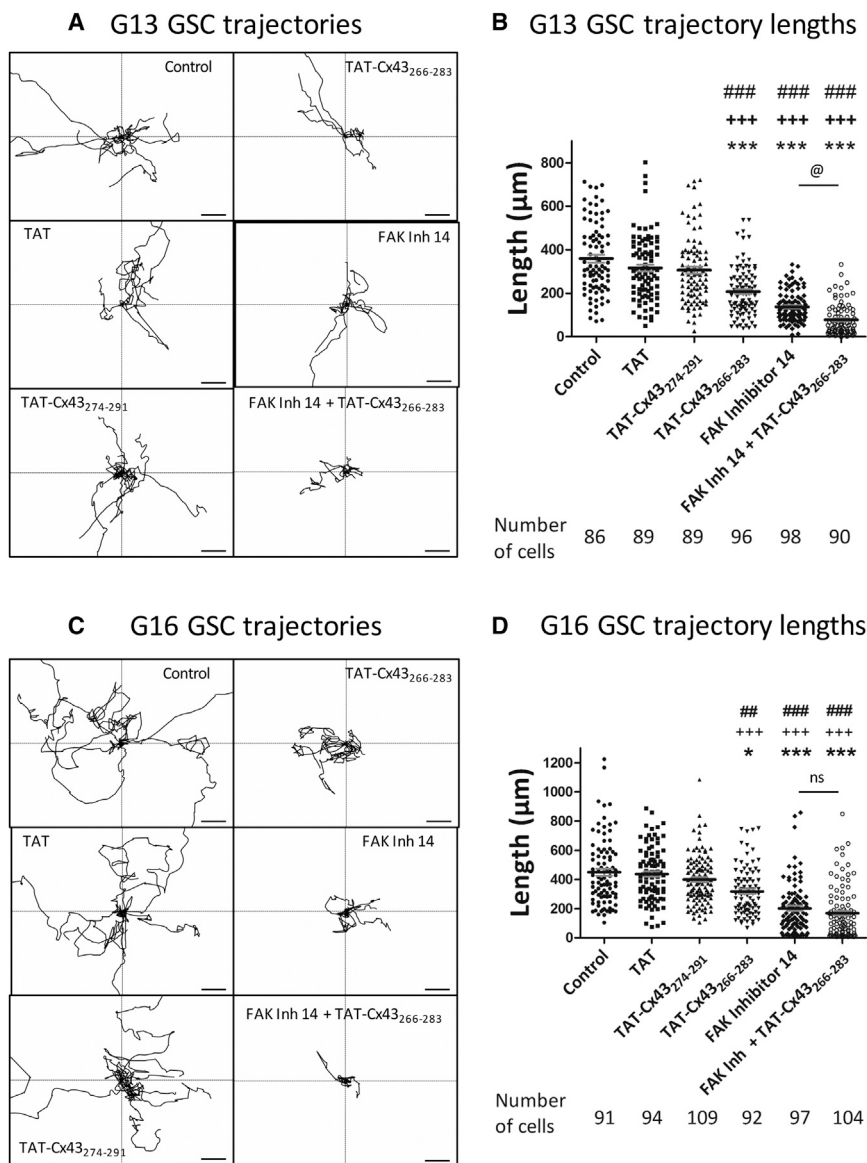 A G13 GSC trajectories
Control
TAT-Cx43266-283
TAT
FAK Inh 14
TAT-Cx43274-291
FAK Inh 14 + TAT-Cx43266-283
B G13 GSC trajectory lengths
### ### ###
+++ +++ +++
*** *** ***
@
Length (μm)
800
600
400
200
0
Control
TAT
TAT-Cx43274-291
TAT-Cx43266-283
FAK Inhibitor 14
FAK Inh 14 + TAT-Cx43266-283
Number
of cells
86 89 89 96 98 90
C G16 GSC trajectories
Control
TAT-Cx43266-283
TAT
FAK Inh 14
TAT-Cx43274-291
FAK Inh 14 + TAT-Cx43266-283
D G16 GSC trajectory lengths
## ### ###
+++ +++ +++
* *** ***
ns
Length (μm)
1200
1000
800
600
400
200
0
Control
TAT
TAT-Cx43274-291
TAT-Cx43266-283
FAK Inhibitor 14
FAK Inh + TAT-Cx43266-283
Number
of cells
91 94 109 92 97 104